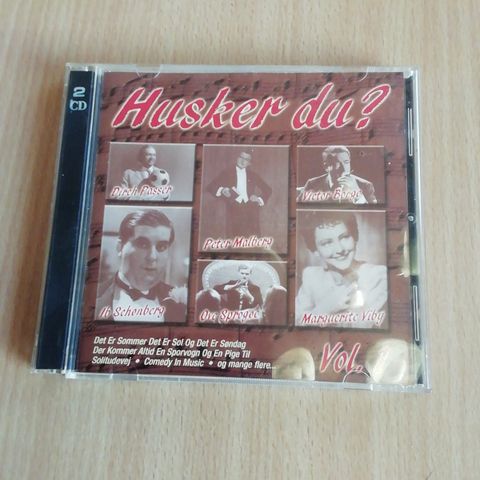 2
CD
Husker du?
Dirch Passer
Peter Malberg
Victor Borge
Ib Schønberg
Ove Sprogøe
Marguerite Viby
Det Er Sommer Det Er Sol Og Det Er Søndag
Der Kommer Altid En Sporvogn Og En Pige Til
Solitudevej • Comedy In Music • og mange flere...
Vol.